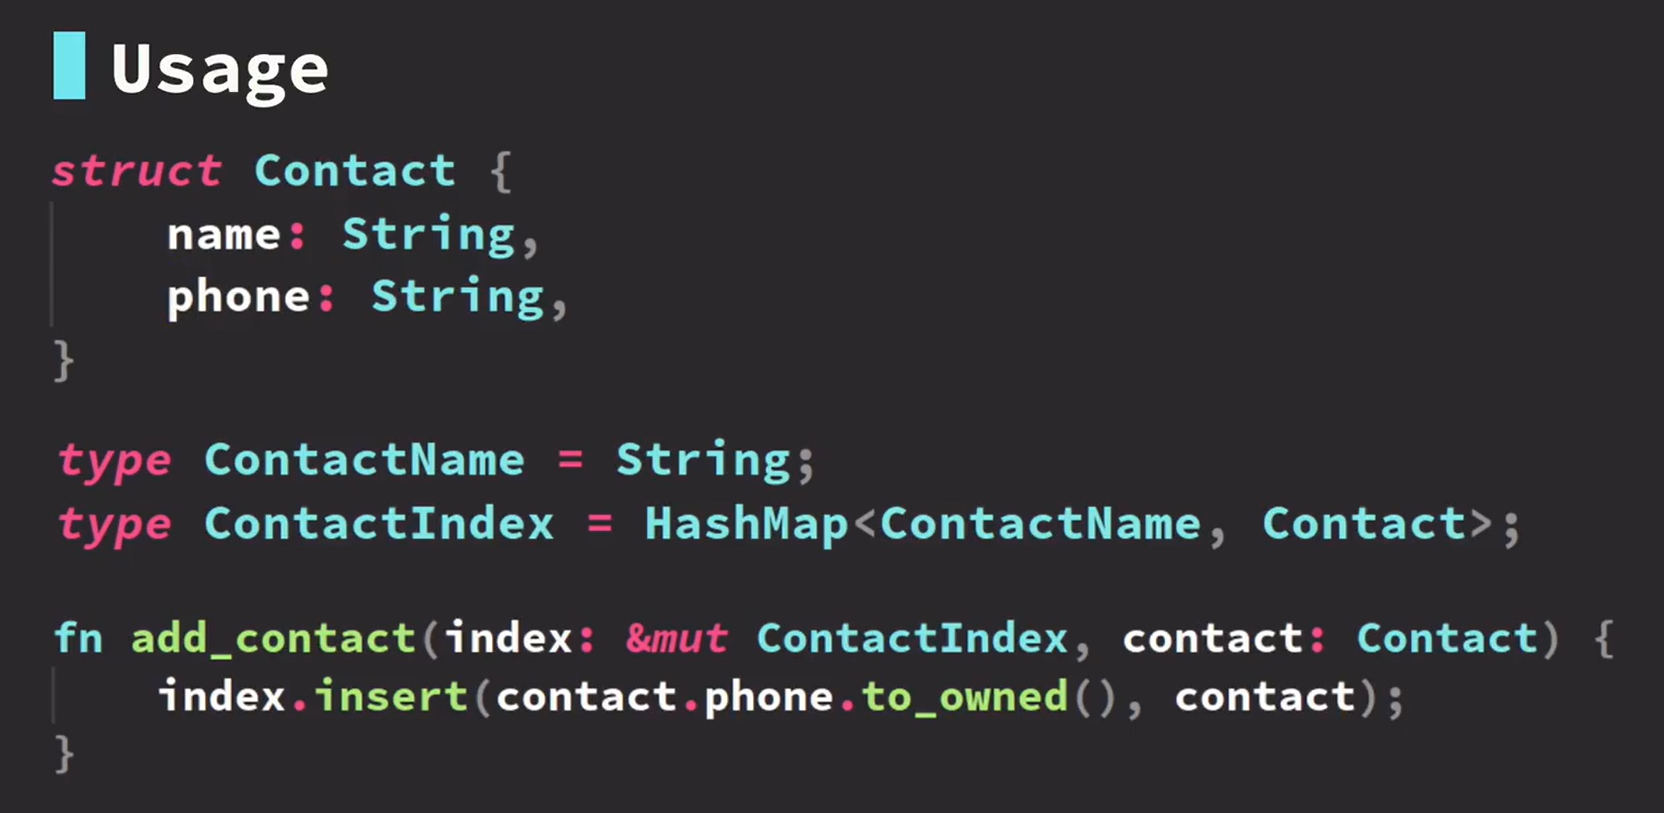 Usage
struct Contact {
    name: String,
    phone: String,
}
type ContactName = String;
type ContactIndex = HashMap<ContactName, Contact>;
fn add_contact(index: &mut ContactIndex, contact: Contact) {
    index.insert(contact.phone.to_owned(), contact);
}